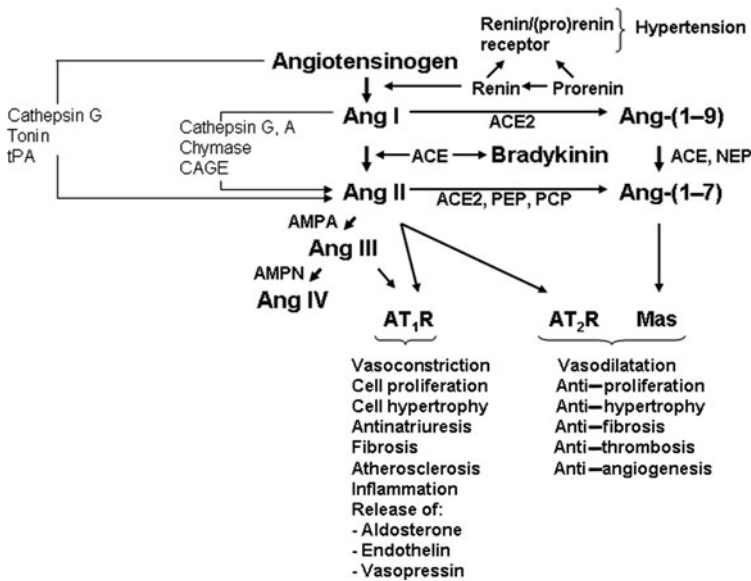 Renin/(pro)renin
receptor
Hypertension
Angiotensinogen
Renin
Prorenin
Cathepsin G
Tonin
tPA
Cathepsin G, A
Chymase
CAGE
Ang I
ACE2
Ang-(1–9)
ACE
Bradykinin
ACE, NEP
Ang II
ACE2, PEP, PCP
Ang-(1–7)
AMPA
Ang III
AMPN
Ang IV
AT₁R
AT₂R
Mas
Vasoconstriction
Cell proliferation
Cell hypertrophy
Antinatriuresis
Fibrosis
Atherosclerosis
Inflammation
Release of:
- Aldosterone
- Endothelin
- Vasopressin
Vasodilatation
Anti–proliferation
Anti–hypertrophy
Anti–fibrosis
Anti–thrombosis
Anti–angiogenesis